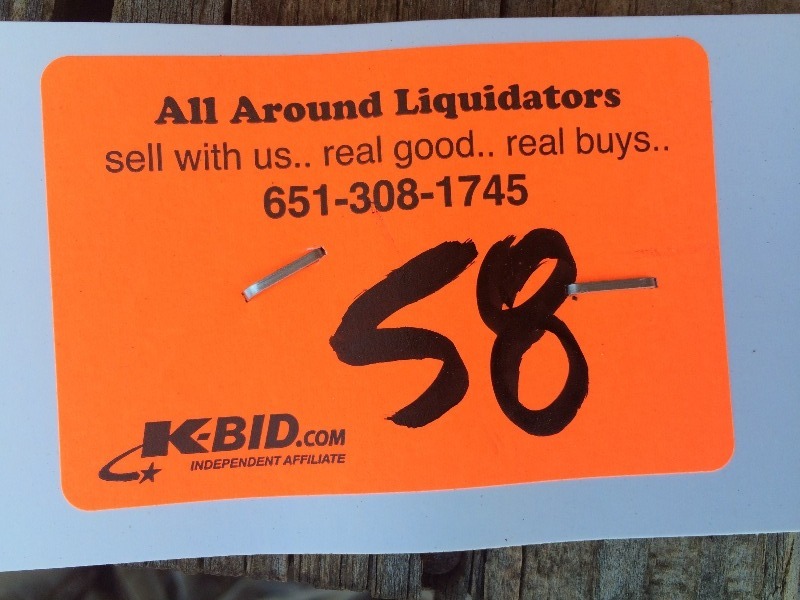 All Around Liquidators
sell with us.. real good.. real buys..
651-308-1745
58
K-BID.COM
INDEPENDENT AFFILIATE